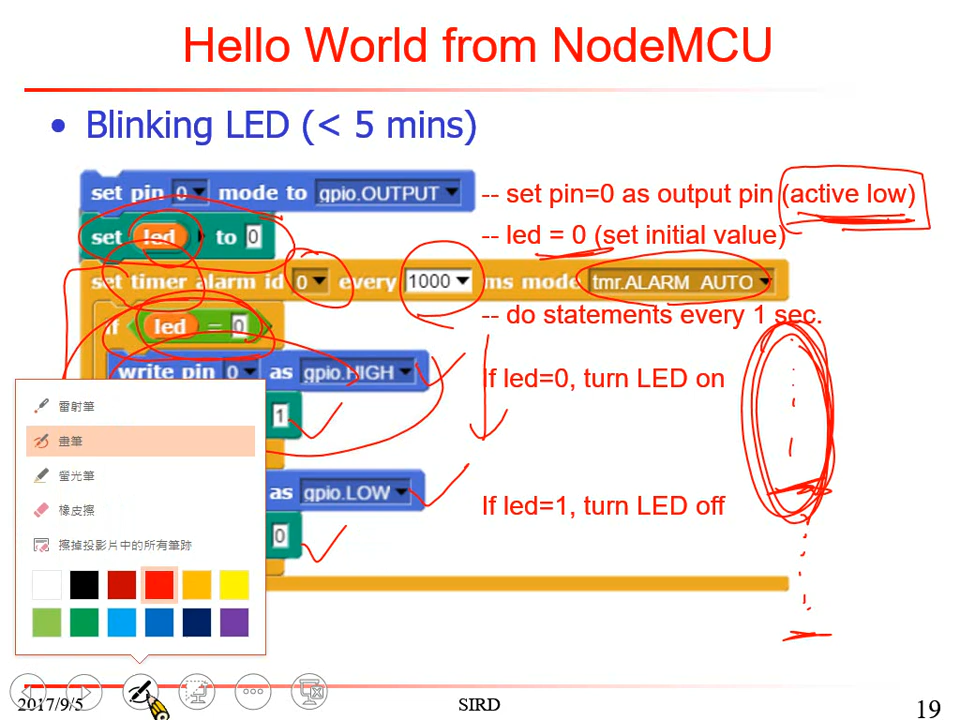 Hello World from NodeMCU
• Blinking LED (< 5 mins)
set pin 0 mode to gpio.OUTPUT -- set pin=0 as output pin (active low)
set led to 0 -- led = 0 (set initial value)
set timer alarm id 0 every 1000 ms mode tmr.ALARM_AUTO
-- do statements every 1 sec.
if led = 0
write pin 0 as gpio.HIGH If led=0, turn LED on
1
as gpio.LOW If led=1, turn LED off
0
雷射筆
畫筆
螢光筆
橡皮擦
擦掉投影片中的所有筆跡
2017/9/5 SIRD 19